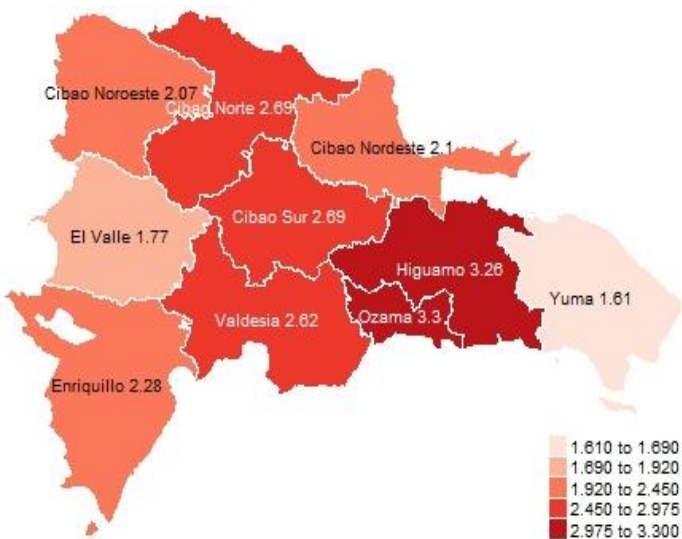 Cibao Noroeste 2.07
Cibao Norte 2.69
Cibao Nordeste 2.1
Cibao Sur 2.69
El Valle 1.77
Higuamo 3.26
Yuma 1.61
Valdesia 2.62
Ozama 3.3
Enriquillo 2.28
1.610 to 1.690
1.690 to 1.920
1.920 to 2.450
2.450 to 2.975
2.975 to 3.300